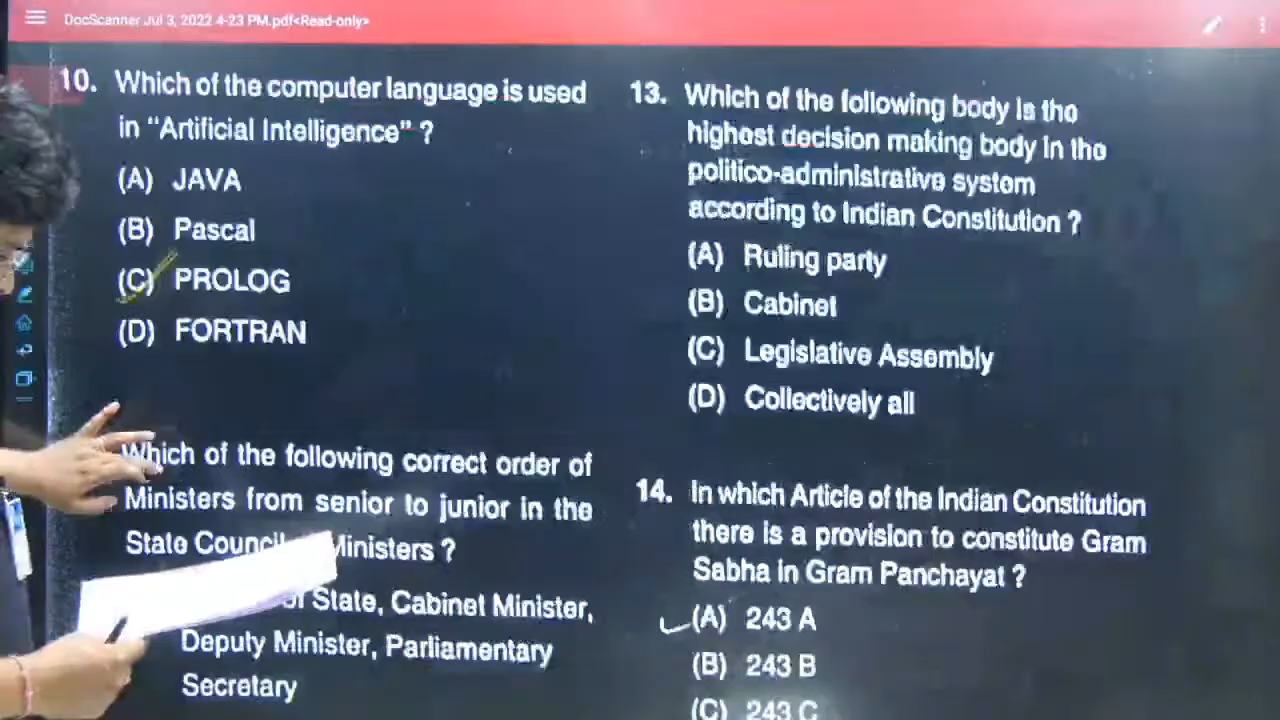 DocScanner Jul 3, 2022 4-23 PM.pdf<Read-only>
10. Which of the computer language is used
in “Artificial Intelligence” ?
(A) JAVA
(B) Pascal
(C) PROLOG
(D) FORTRAN
Which of the following correct order of
Ministers from senior to junior in the
State Council Ministers ?
of State, Cabinet Minister,
Deputy Minister, Parliamentary
Secretary
13. Which of the following body is the
highest decision making body in the
politico-administrative system
according to Indian Constitution ?
(A) Ruling party
(B) Cabinet
(C) Legislative Assembly
(D) Collectively all
14. In which Article of the Indian Constitution
there is a provision to constitute Gram
Sabha in Gram Panchayat ?
(A) 243 A
(B) 243 B
(C) 243 C